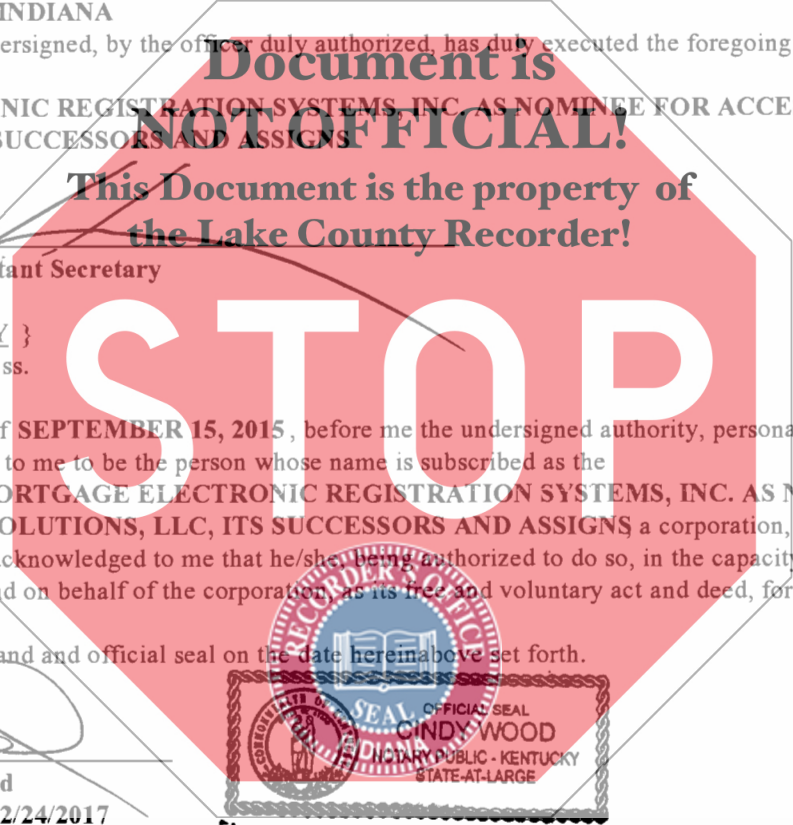 INDIANA
ersigned, by the officer duly authorized, has duly executed the foregoing
Document is
NIC REGISTRATION SYSTEMS, INC. AS NOMINEE FOR ACCE
NOT OFFICIAL!
SUCCESSORS AND ASSIGNS
This Document is the property of
the Lake County Recorder!
tant Secretary
Y }
ss.
STOP
f SEPTEMBER 15, 2015, before me the undersigned authority, persona
to me to be the person whose name is subscribed as the
ORTGAGE ELECTRONIC REGISTRATION SYSTEMS, INC. AS N
OLUTIONS, LLC, ITS SUCCESSORS AND ASSIGNS, a corporation,
cknowledged to me that he/she, being authorized to do so, in the capacity
d on behalf of the corporation, as its free and voluntary act and deed, for
RECORDER'S OFFIC
and and official seal on the date hereinabove set forth.
SEAL
INDIANA
OFFICIAL SEAL
CINDY WOOD
NOTARY PUBLIC - KENTUCKY
STATE-AT-LARGE
COMMONWEALTH OF
d
2/24/2017